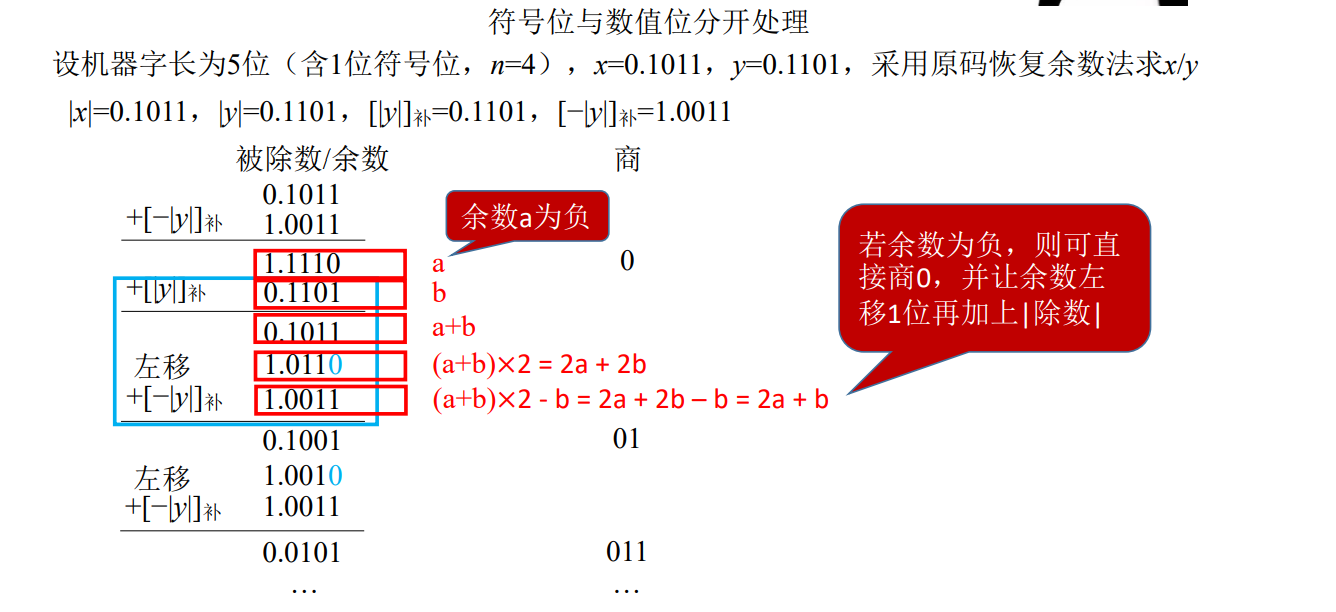 符号位与数值位分开处理
设机器字长为5位（含1位符号位，n=4），x=0.1011，y=0.1101，采用原码恢复余数法求x/y
|x|=0.1011，|y|=0.1101，[|y|]补=0.1101，[−|y|]补=1.0011
被除数/余数 商
0.1011
+[−|y|]补 1.0011
余数a为负
1.1110 a 0
+[|y|]补 0.1101 b
0.1011 a+b
左移 1.0110 (a+b)×2 = 2a + 2b
+[−|y|]补 1.0011 (a+b)×2 - b = 2a + 2b – b = 2a + b
若余数为负，则可直
接商0，并让余数左
移1位再加上|除数|
0.1001 01
左移 1.0010
+[−|y|]补 1.0011
0.0101 011
… …